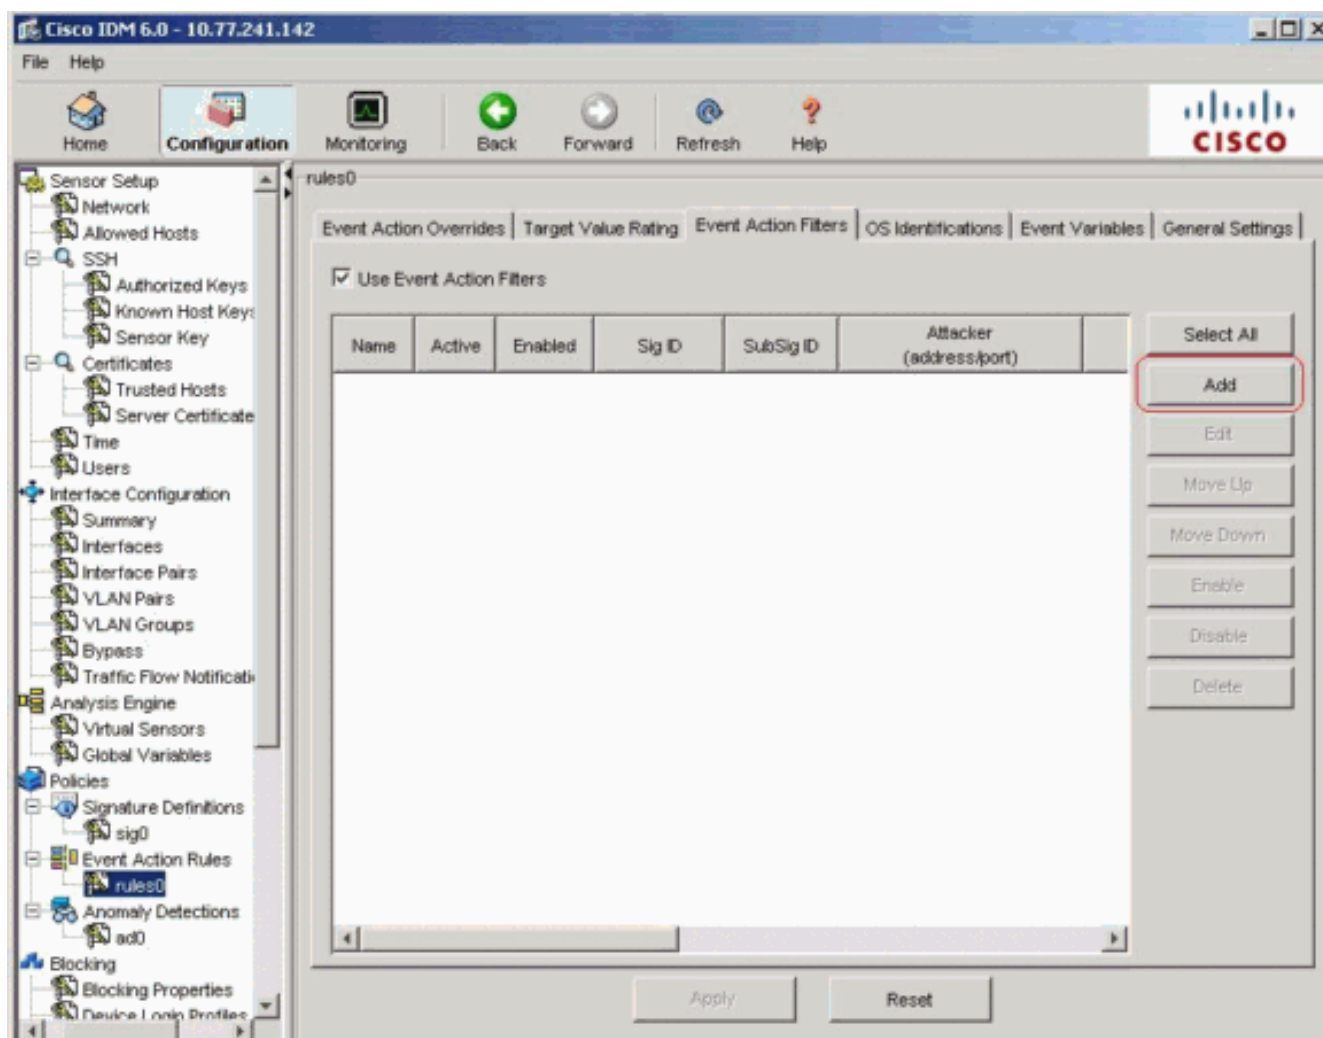 Cisco IDM 6.0 - 10.77.241.142
File Help
Home Configuration Monitoring Back Forward Refresh Help
CISCO
Sensor Setup
Network
Allowed Hosts
SSH
Authorized Keys
Known Host Keys
Sensor Key
Certificates
Trusted Hosts
Server Certificate
Time
Users
Interface Configuration
Summary
Interfaces
Interface Pairs
VLAN Pairs
VLAN Groups
Bypass
Traffic Flow Notificati
Analysis Engine
Virtual Sensors
Global Variables
Policies
Signature Definitions
sig0
Event Action Rules
rules0
Anomaly Detections
ad0
Blocking
Blocking Properties
Device Login Profiles
rules0
Event Action Overrides Target Value Rating Event Action Filters OS Identifications Event Variables General Settings
Use Event Action Filters
Name Active Enabled Sig ID SubSig ID Attacker (address/port)
Select All
Add
Edit
Move Up
Move Down
Enable
Disable
Delete
Apply Reset